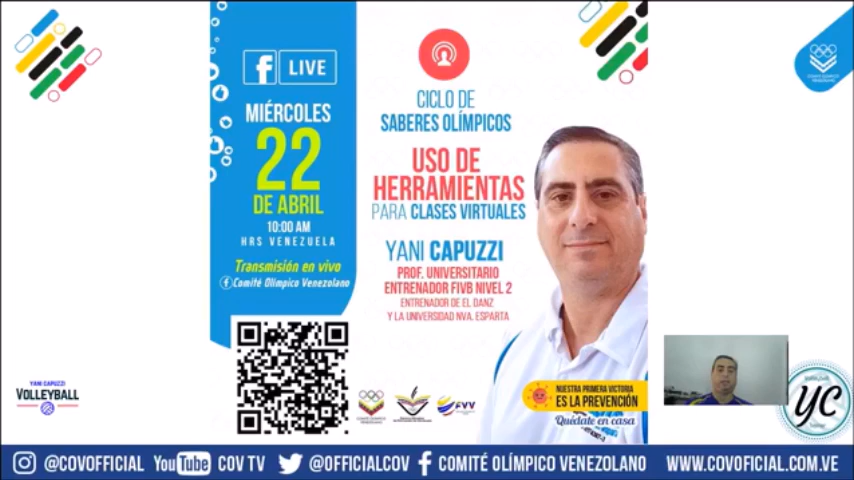 LIVE
MIÉRCOLES
22
DE ABRIL
10:00 AM
HRS VENEZUELA
Transmisión en vivo
Comité Olímpico Venezolano
CICLO DE
SABERES OLÍMPICOS
USO DE
HERRAMIENTAS
PARA CLASES VIRTUALES
YANI CAPUZZI
PROF. UNIVERSITARIO
ENTRENADOR FIVB NIVEL 2
ENTRENADOR DE EL DANZ
Y LA UNIVERSIDAD NVA. ESPARTA
FVV
NUESTRA PRIMERA VICTORIA
ES LA PREVENCIÓN
Quédate en casa
YANI CAPUZZI
VOLLEYBALL
YC
@COVOFFICIAL YouTube COV TV @OFFICIALCOV COMITÉ OLÍMPICO VENEZOLANO WWW.COVOFICIAL.COM.VE